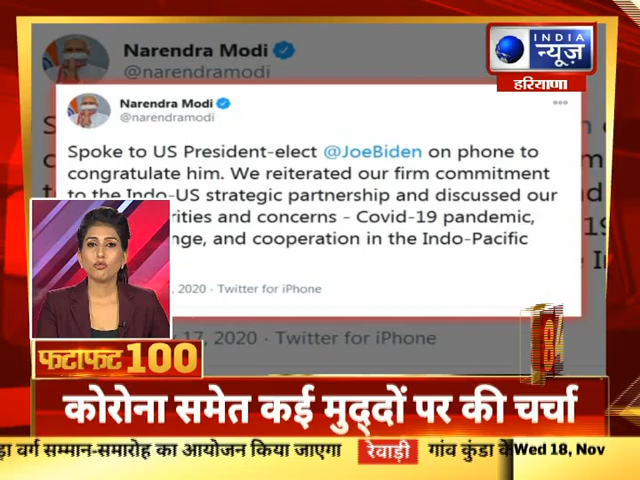 Narendra Modi
@narendramodi
INDIA
न्यूज़
हरियाणा
Narendra Modi
@narendramodi
Spoke to US President-elect @JoeBiden on phone to
congratulate him. We reiterated our firm commitment
to the Indo-US strategic partnership and discussed our
and concerns - Covid-19 pandemic,
and cooperation in the Indo-Pacific
, 2020 · Twitter for iPhone
17, 2020 · Twitter for iPhone
फटाफट 100
84
कोरोना समेत कई मुद्दों पर की चर्चा
वर्ग सम्मान-समारोह का आयोजन किया जाएगा रेवाड़ी गांव कुंडा Wed 18, Nov